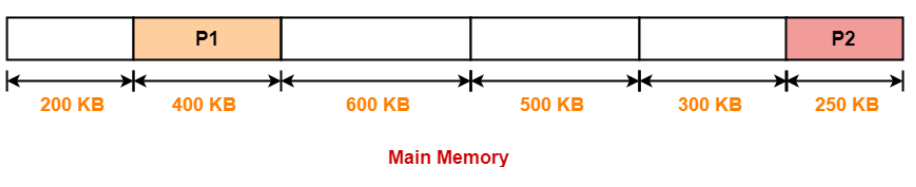 P1 P2
200 KB 400 KB 600 KB 500 KB 300 KB 250 KB
Main Memory